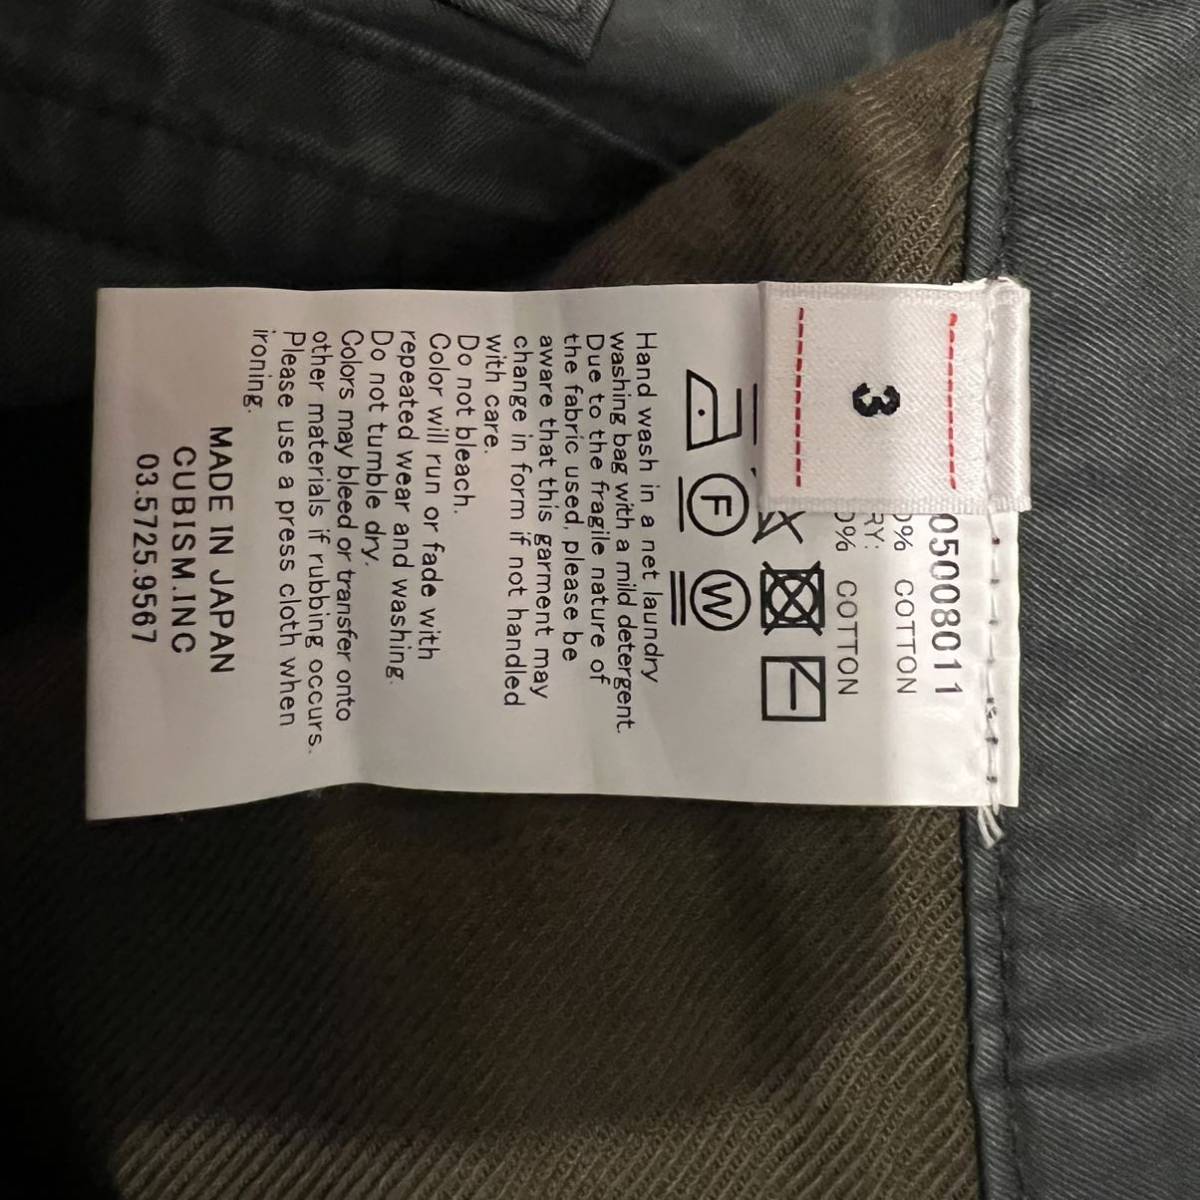 3
05008011
0% COTTON
RY:
0% COTTON
F W
Hand wash in a net laundry
washing bag with a mild detergent.
Due to the fragile nature of
the fabric used, please be
aware that this garment may
change in form if not handled
with care.
Do not bleach.
Color will run or fade with
repeated wear and washing.
Do not tumble dry.
Colors may bleed or transfer onto
other materials if rubbing occurs.
Please use a press cloth when
ironing.
MADE IN JAPAN
CUBISM.INC
03.5725.9567